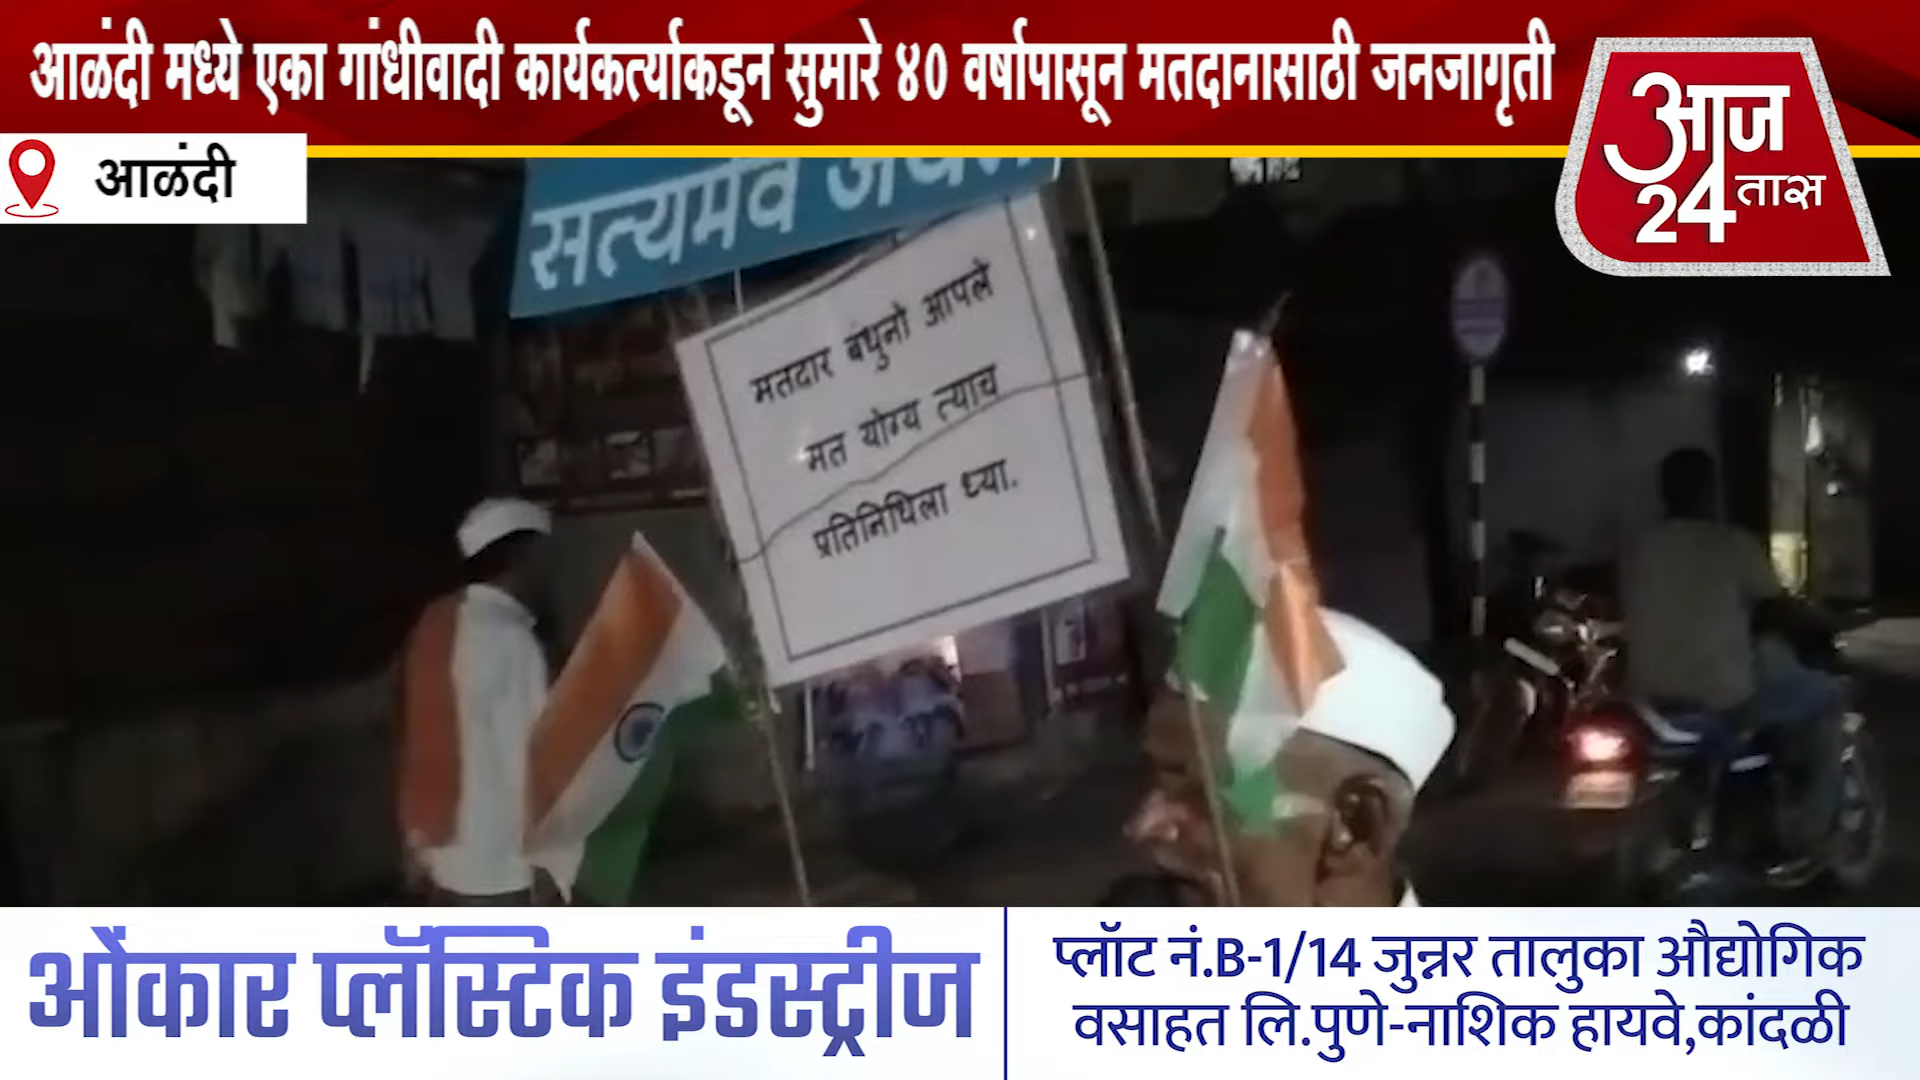 आळंदी मध्ये एका गांधीवादी कार्यकर्त्याकडून सुमारे ४० वर्षापासून मतदानासाठी जनजागृती
आज
24 तास
आळंदी
सत्यमेव जयते
मतदार बंधुनो आपले
मत योग्य त्याच
प्रतिनिधिला ध्या.
ओंकार प्लॅस्टिक इंडस्ट्रीज
प्लॉट नं.B-1/14 जुन्नर तालुका औद्योगिक
वसाहत लि.पुणे-नाशिक हायवे,कांदळी